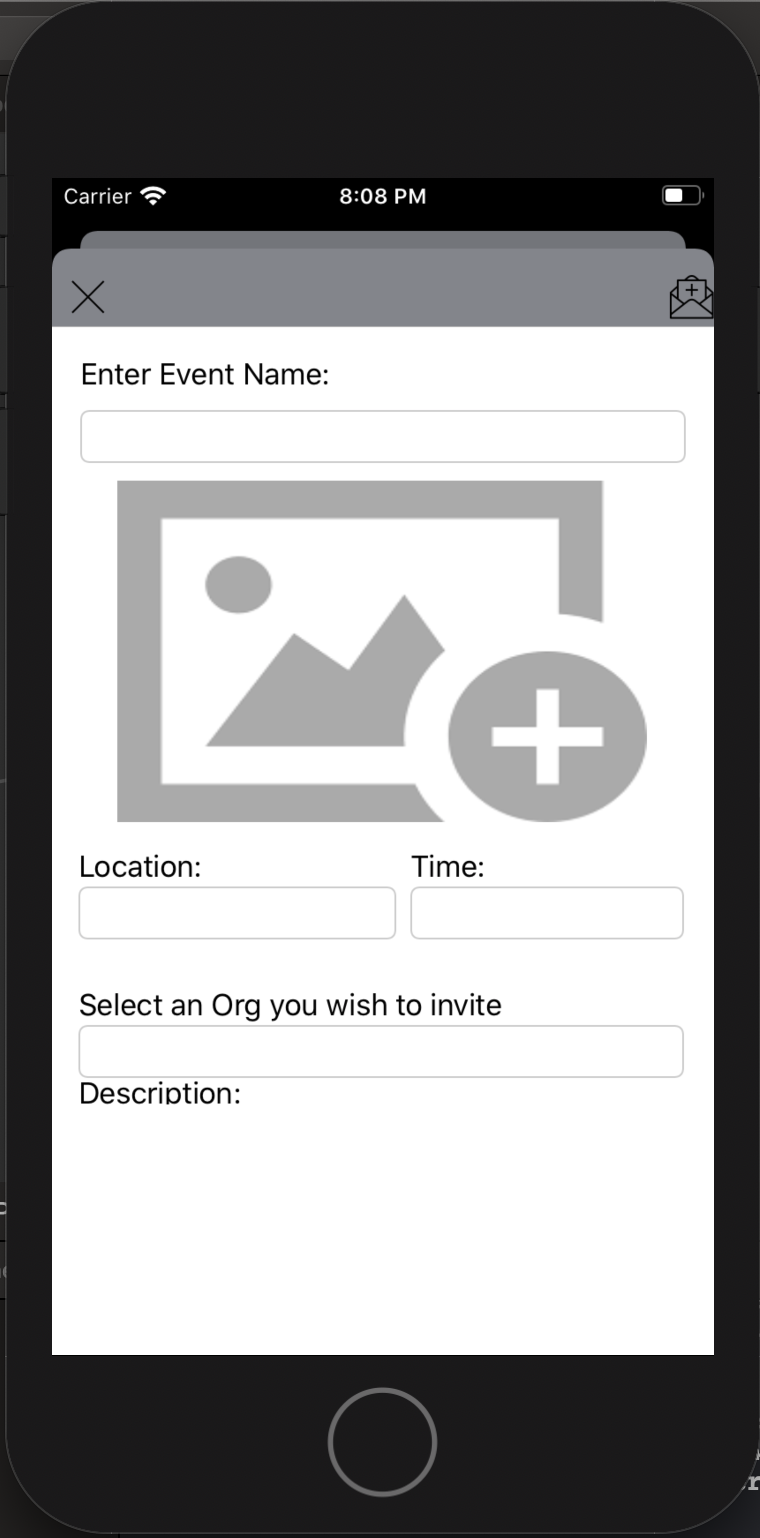 Carrier
8:08 PM
Enter Event Name:
Location:
Time:
Select an Org you wish to invite
Description: